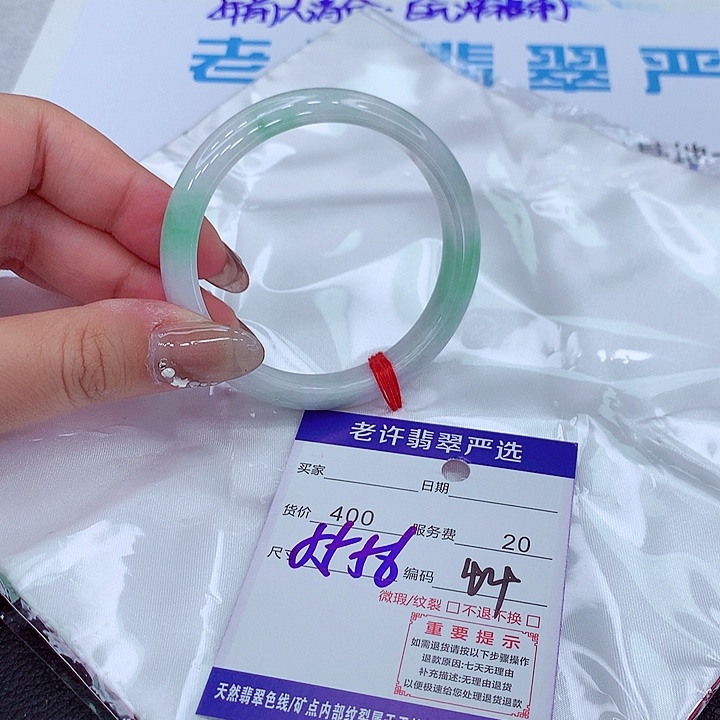 老 翡翠严
老许翡翠严选
买家 日期
货价 400 服务费 20
尺寸 编码
微瑕/纹裂 □ 不退不换 □
重要提示
如需退货请按以下步骤操作
退款原因:七天无理由
补充描述:无理由退货
以便极速给您处理退货退款
天然翡翠色线/矿点内部纹裂属于